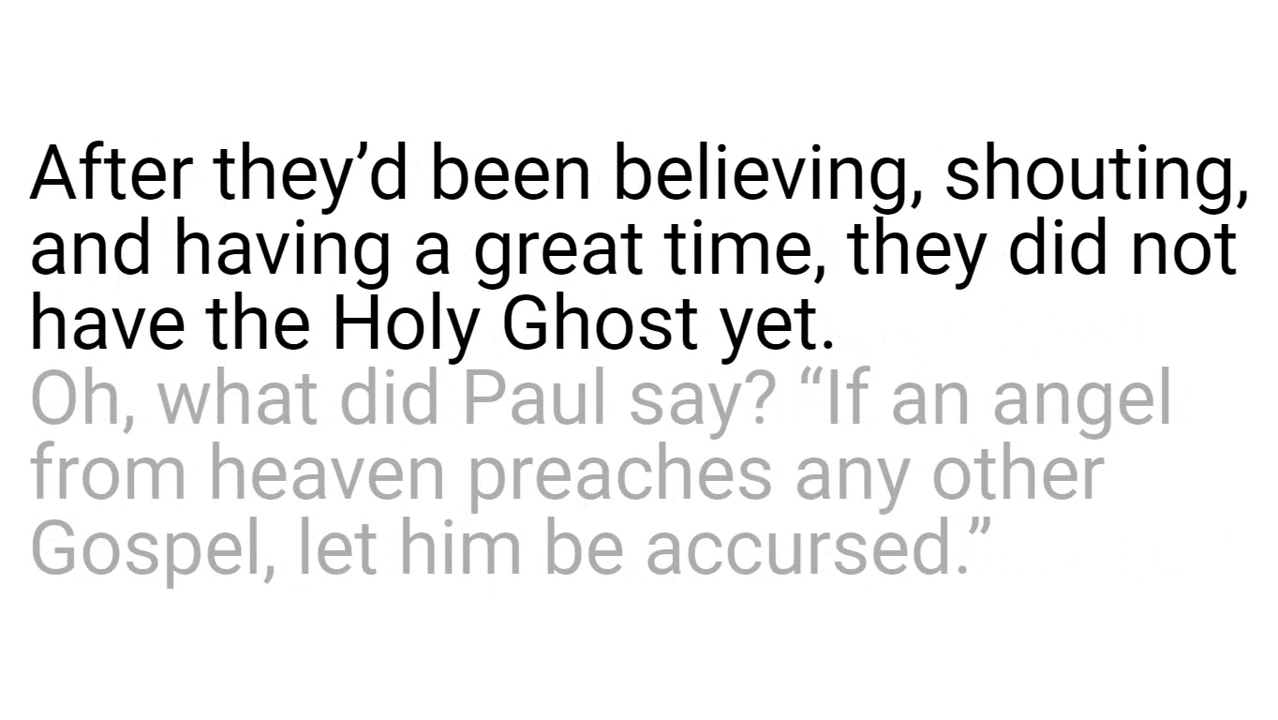 After they’d been believing, shouting,
and having a great time, they did not
have the Holy Ghost yet.
Oh, what did Paul say? “If an angel
from heaven preaches any other
Gospel, let him be accursed.”